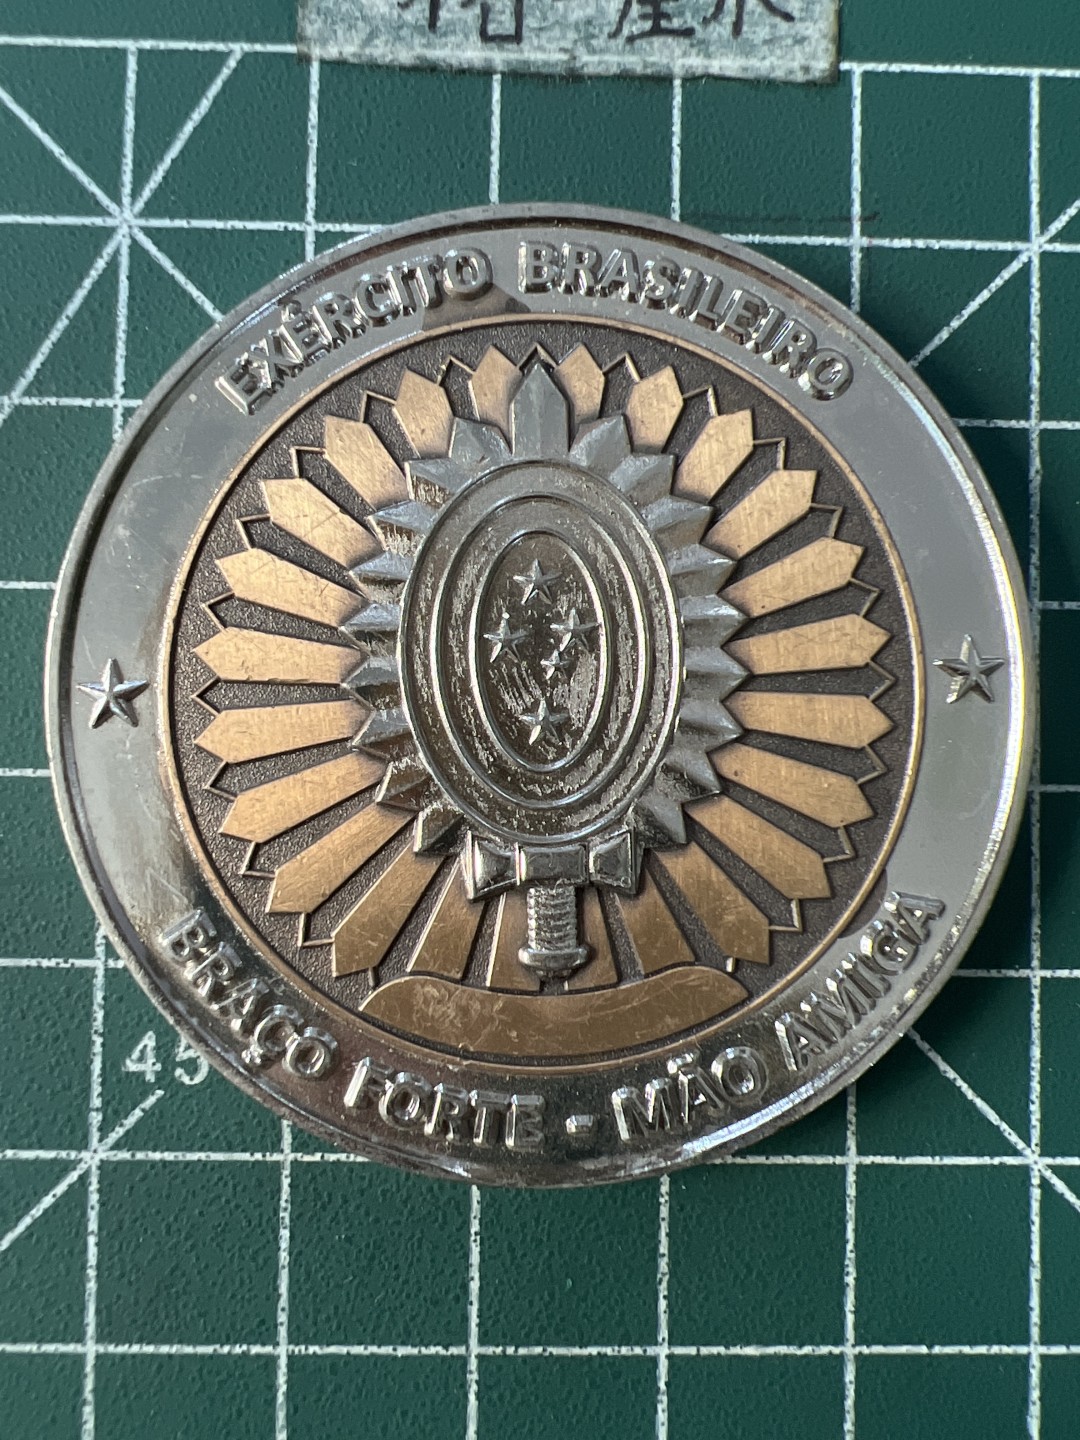 EXÉRCITO BRASILEIRO
BRAÇO FORTE - MÃO AMIGA
45